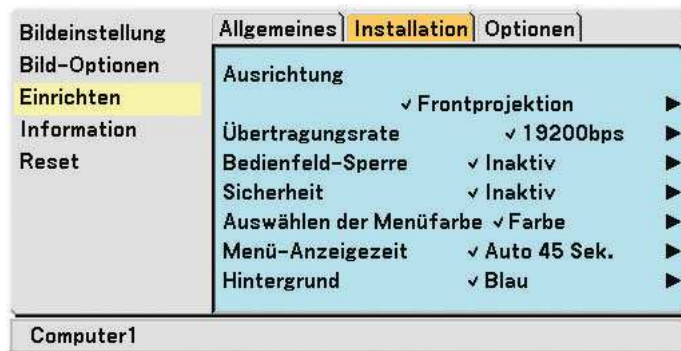 Bildeinstellung
Bild-Optionen
Einrichten
Information
Reset
Allgemeines Installation Optionen
Ausrichtung
✓ Frontprojektion ▶
Übertragungsrate ✓ 19200bps ▶
Bedienfeld-Sperre ✓ Inaktiv ▶
Sicherheit ✓ Inaktiv ▶
Auswählen der Menüfarbe ✓ Farbe ▶
Menü-Anzeigezeit ✓ Auto 45 Sek. ▶
Hintergrund ✓ Blau ▶
Computer1